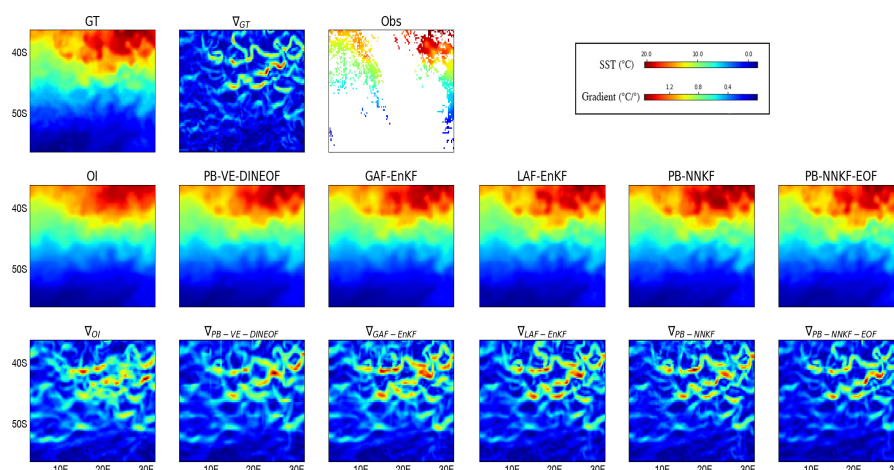 GT ∇GT Obs
40S
50S
20.0 10.0 0.0
SST (°C)
1.2 0.8 0.4
Gradient (°C/°)
OI PB-VE-DINEOF GAF-EnKF LAF-EnKF PB-NNKF PB-NNKF-EOF
40S
50S
∇OI ∇PB−VE−DINEOF ∇GAF−EnKF ∇LAF−EnKF ∇PB−NNKF ∇PB−NNKF−EOF
40S
50S
10E 20E 30E 10E 20E 30E 10E 20E 30E 10E 20E 30E 10E 20E 30E 10E 20E 30E